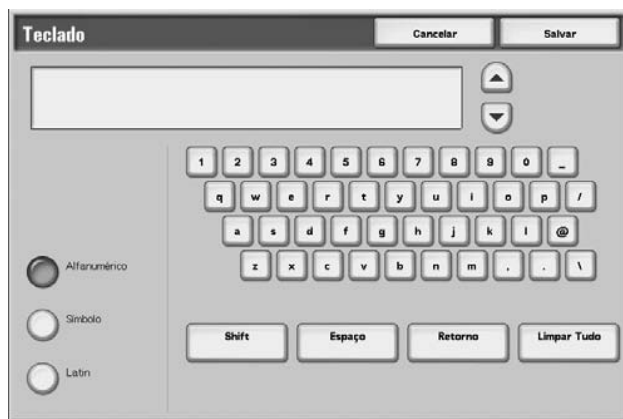 Teclado Cancelar Salvar
1 2 3 4 5 6 7 8 9 0 _
q w e r t y u i o p /
a s d f g h j k l @
z x c v b n m , . \
Alfanumérico
Símbolo
Latin
Shift Espaço Retorno Limpar Tudo